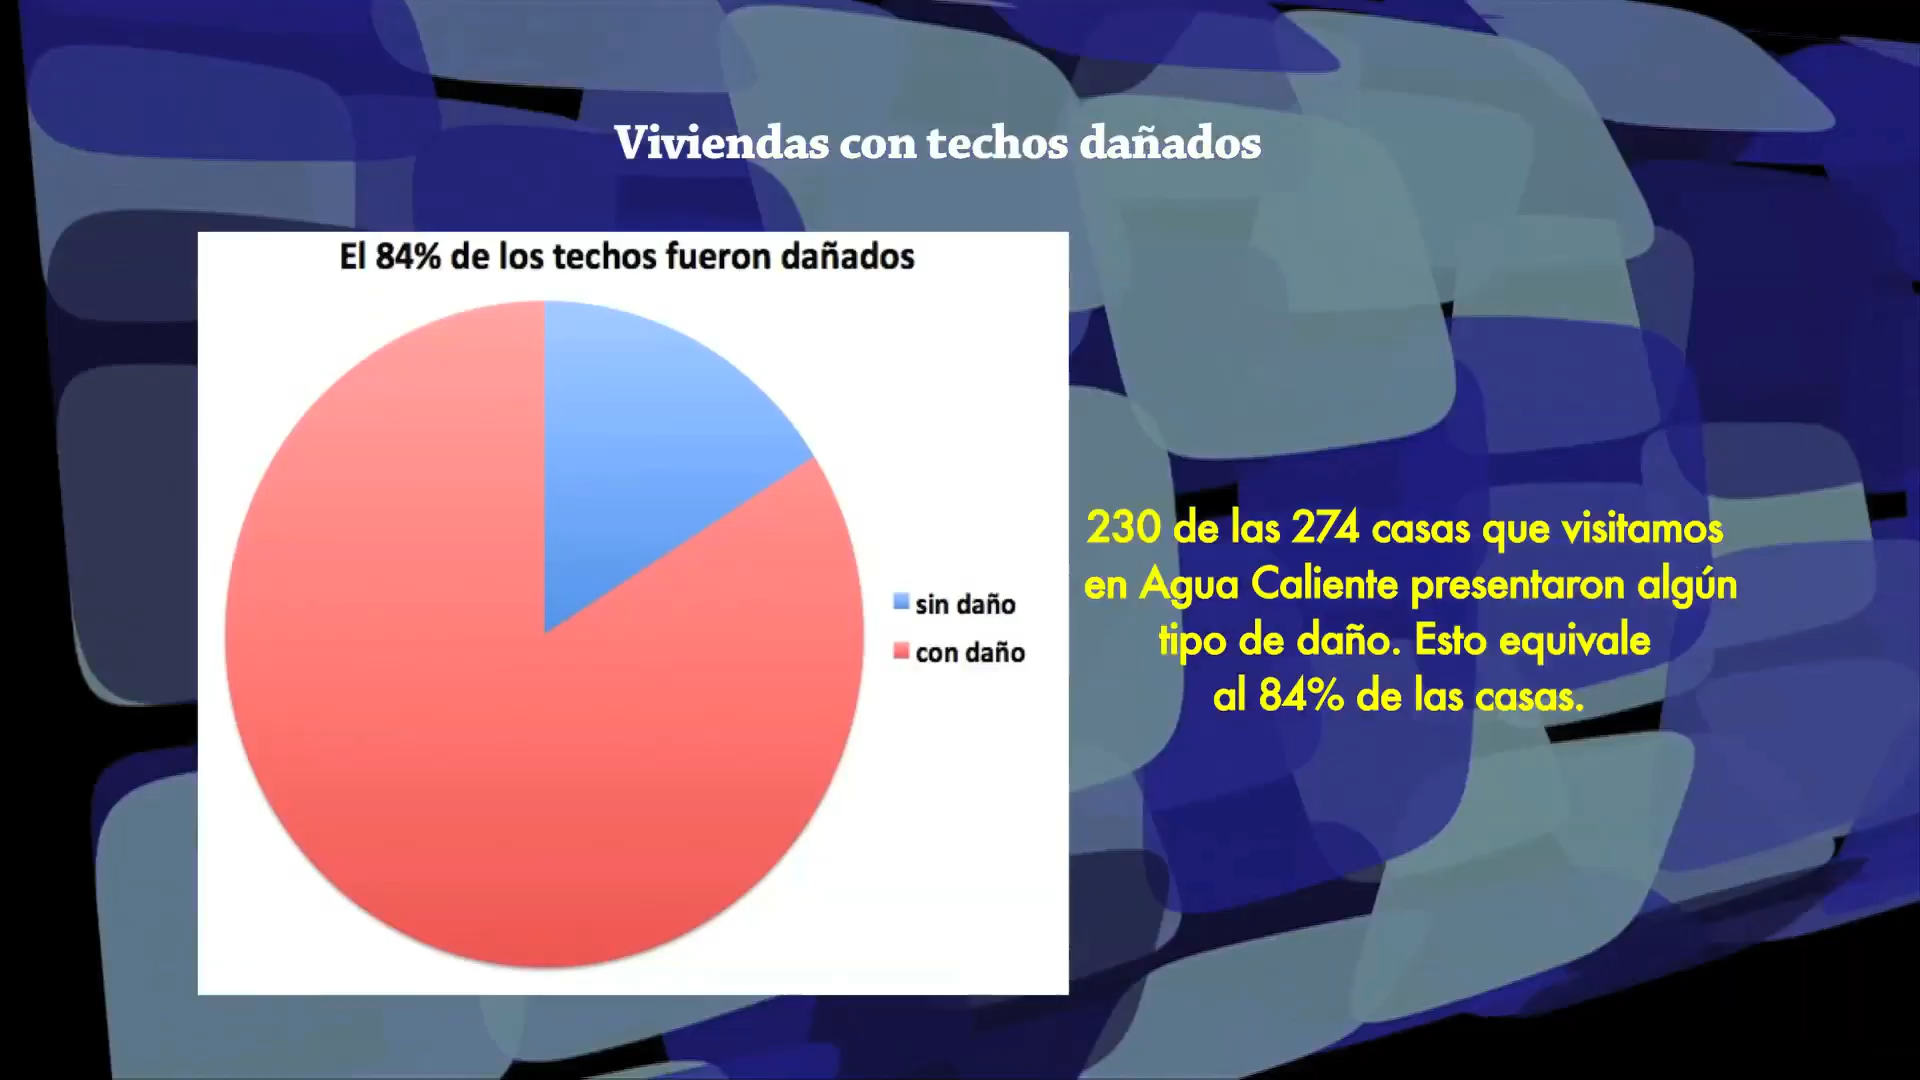 Viviendas con techos dañados
El 84% de los techos fueron dañados
sin daño
con daño
230 de las 274 casas que visitamos
en Agua Caliente presentaron algún
tipo de daño. Esto equivale
al 84% de las casas.